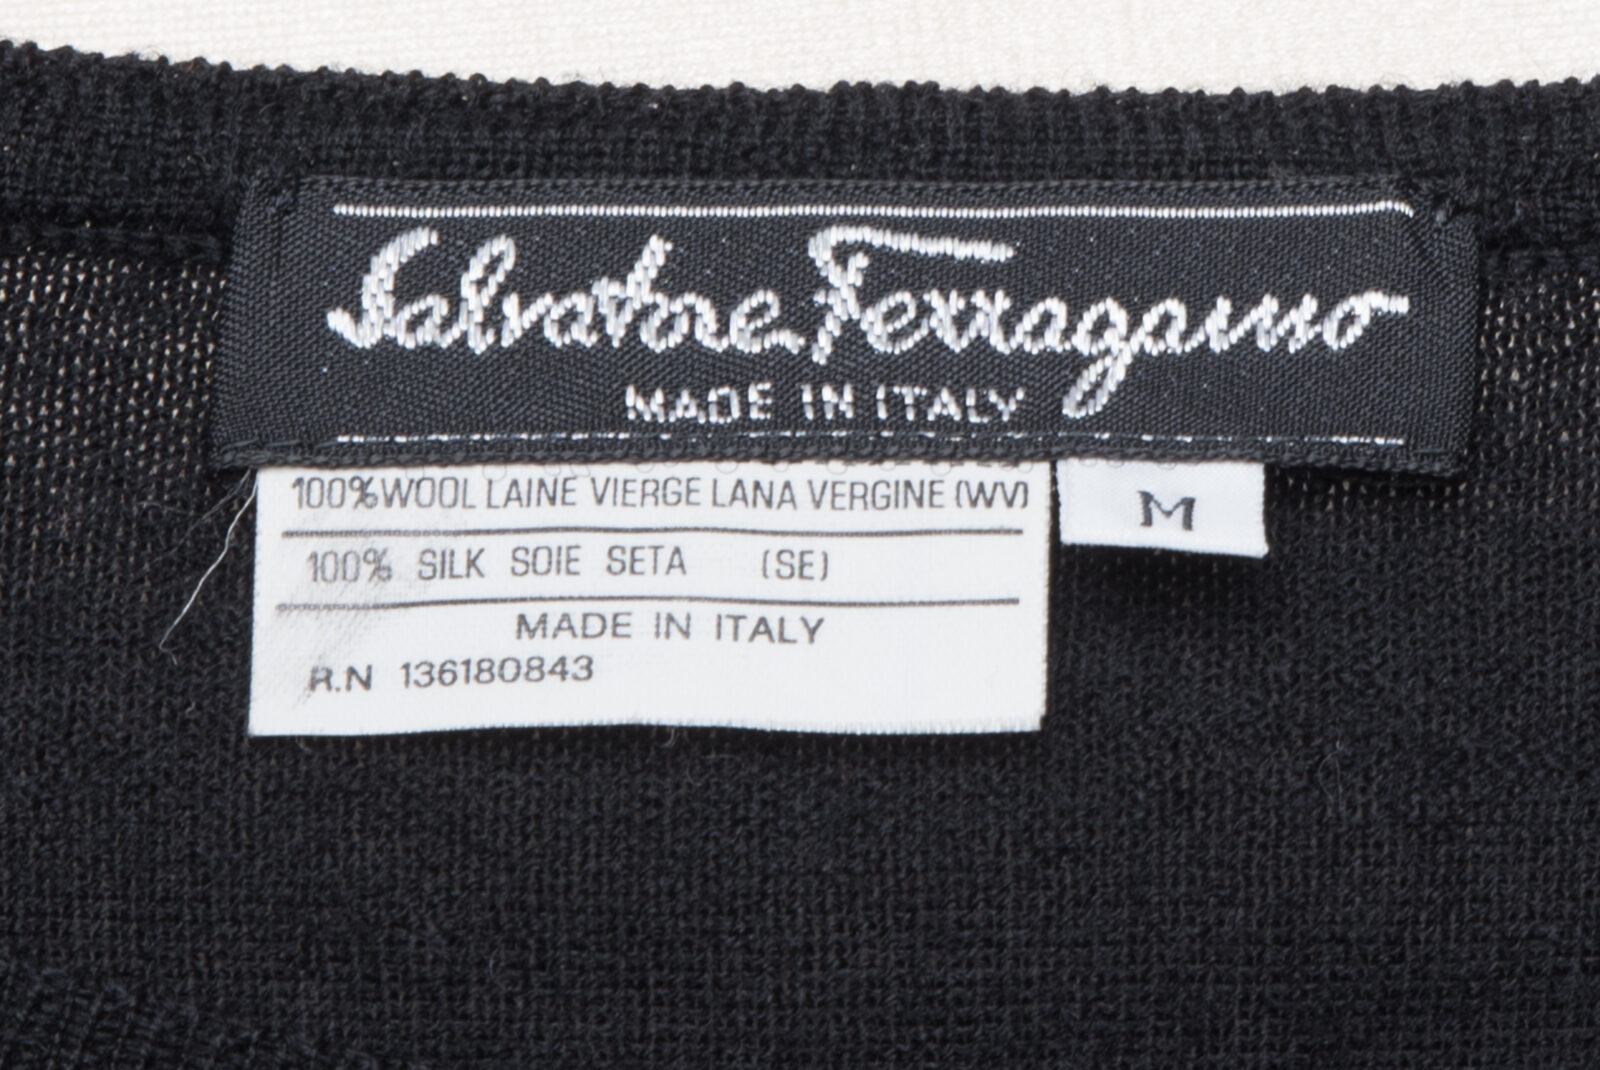 Salvatore Ferragamo
MADE IN ITALY
100%WOOL LAINE VIERGE LANA VERGINE (WV)
100% SILK SOIE SETA (SE)
MADE IN ITALY
R.N 136180843
M